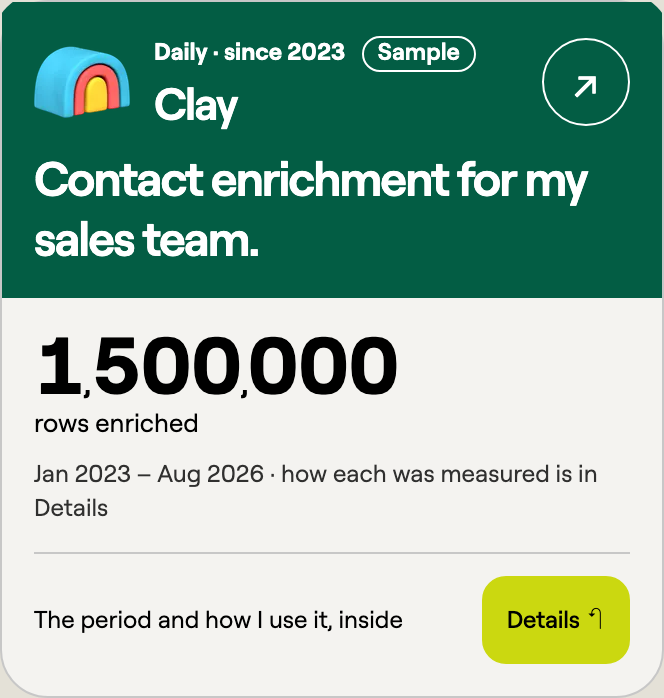 Daily · since 2023 Sample
Clay
Contact enrichment for my
sales team.
1,500,000
rows enriched
Jan 2023 – Aug 2026 · how each was measured is in
Details
The period and how I use it, inside
Details